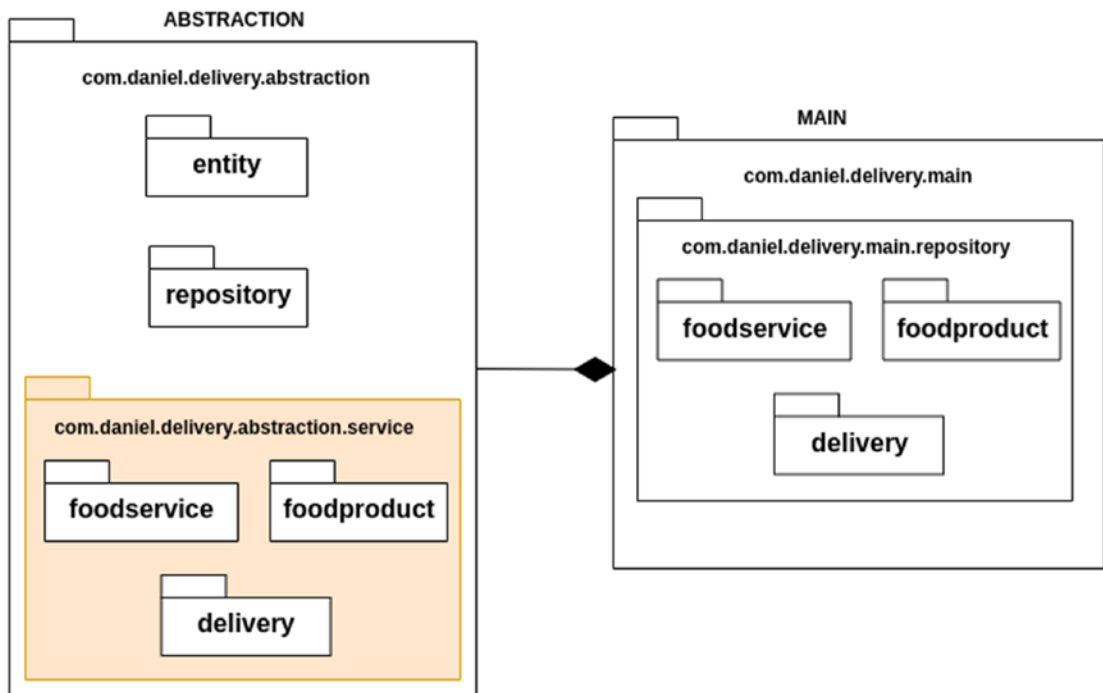 ABSTRACTION
com.daniel.delivery.abstraction
entity
repository
com.daniel.delivery.abstraction.service
foodservice
foodproduct
delivery
MAIN
com.daniel.delivery.main
com.daniel.delivery.main.repository
foodservice
foodproduct
delivery